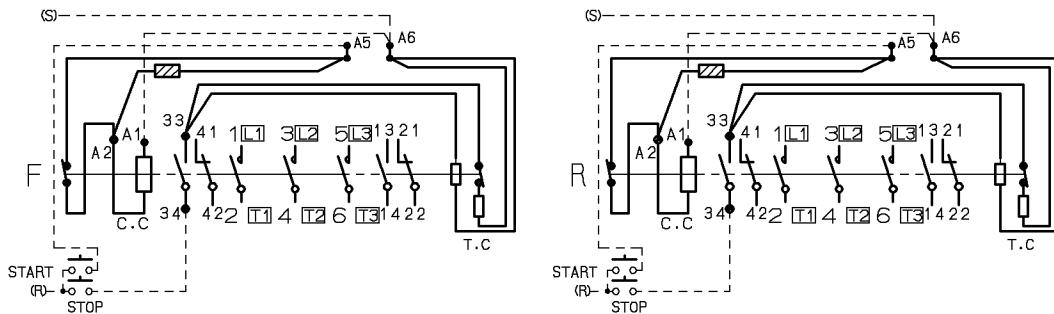 (S) (S)
A5 A6 A5 A6
33 33
A1 41 1 L1 3 L2 5 L3 13 21 A1 41 1 L1 3 L2 5 L3 13 21
A2 A2
F R
34 42 2 T1 4 T2 6 T3 14 22 34 42 2 T1 4 T2 6 T3 14 22
C.C C.C
T.C T.C
START START
(R) (R)
STOP STOP